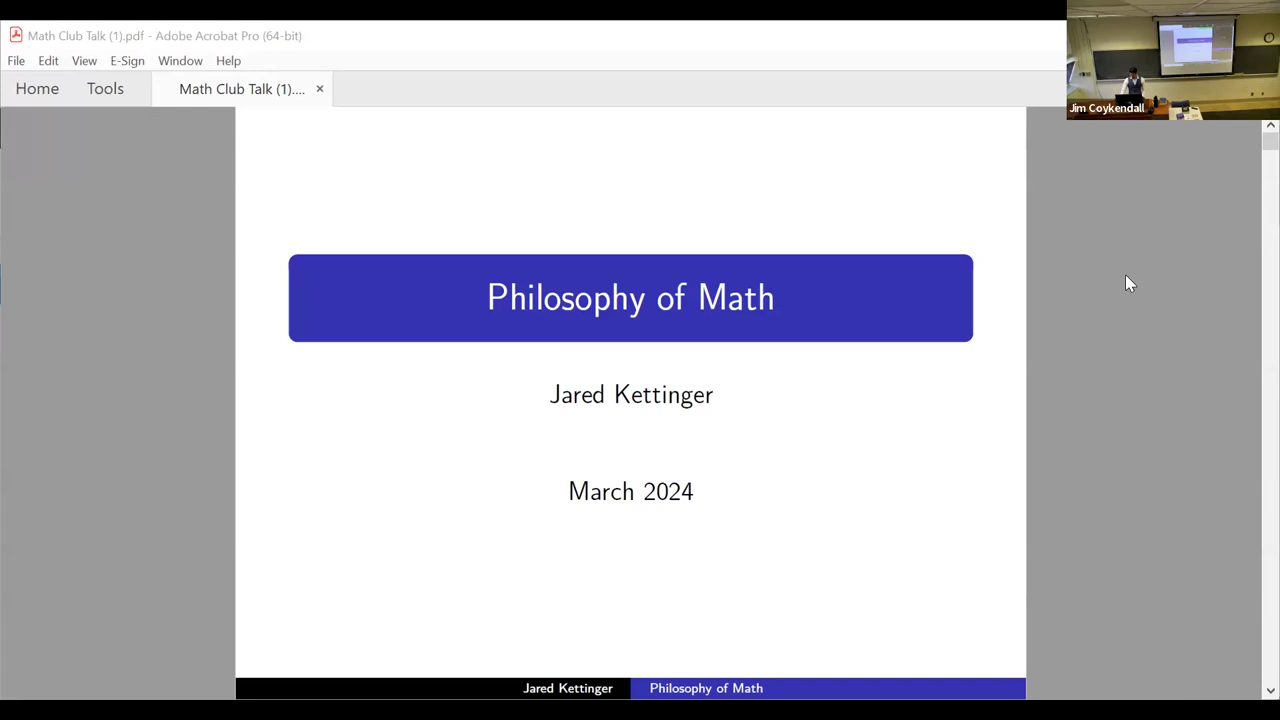 Math Club Talk (1).pdf - Adobe Acrobat Pro (64-bit)
File Edit View E-Sign Window Help
Home Tools Math Club Talk (1).... ×
Jim Coykendall
Philosophy of Math
Jared Kettinger
March 2024
Jared Kettinger Philosophy of Math